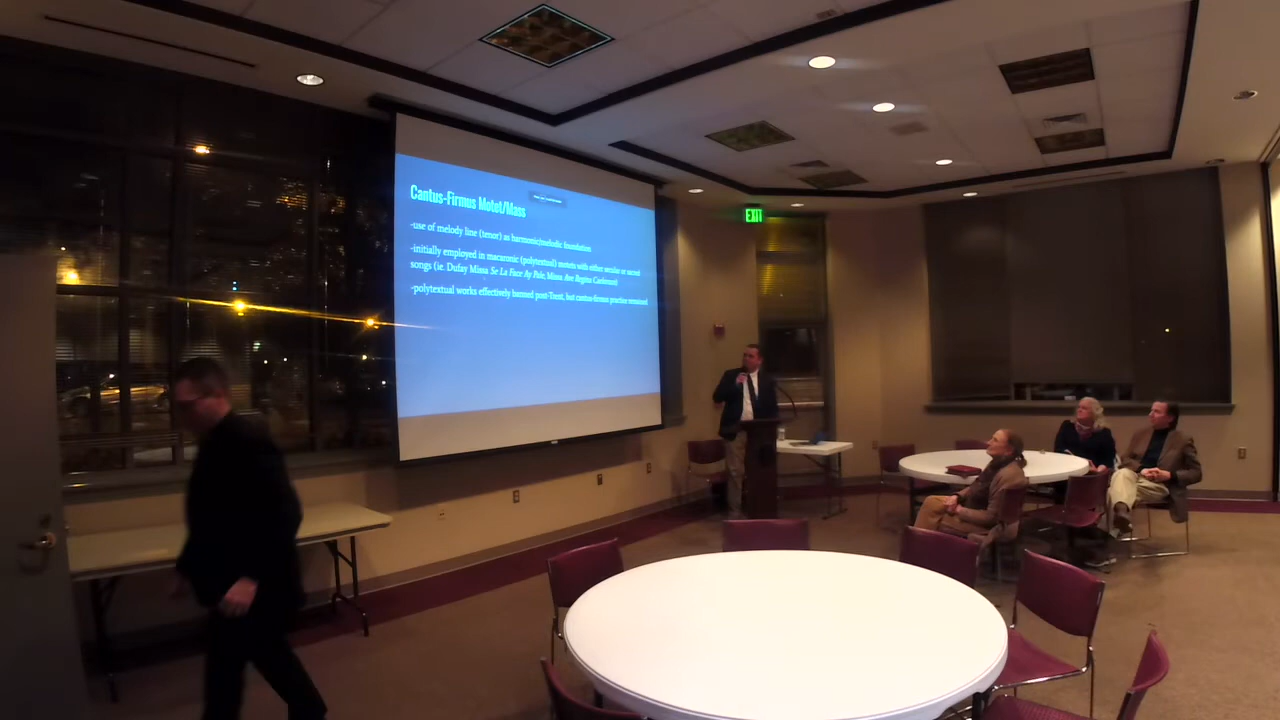 Cantus-Firmus Motet/Mass
-use of melody line (tenor) as harmonic/melodic foundation
-initially employed in macaronic (polytextual) motets with either secular or sacred
songs (ie. Dufay Missa Se La Face Ay Pale, Missa Ave Regina Caelorum)
-polytextual works effectively banned post-Trent, but cantus-firmus practice remained
EXIT